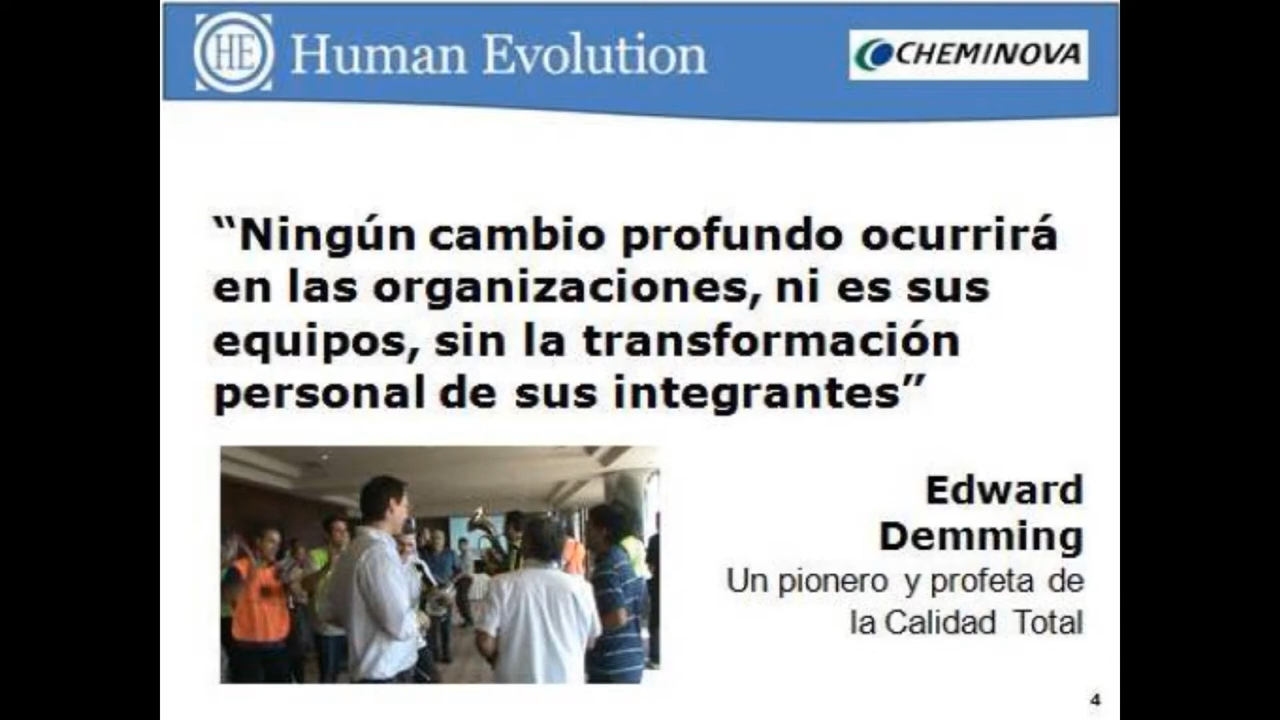 HE Human Evolution
CHEMINOVA
“Ningún cambio profundo ocurrirá
en las organizaciones, ni es sus
equipos, sin la transformación
personal de sus integrantes”
Edward
Demming
Un pionero y profeta de
la Calidad Total
4